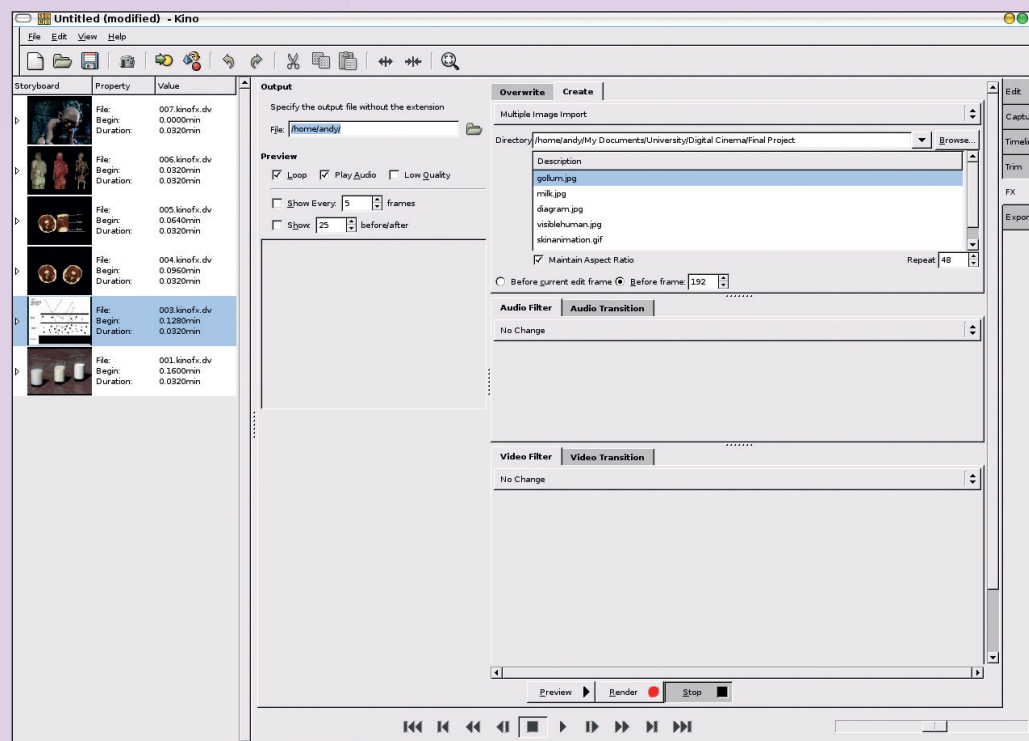 Untitled (modified) - Kino
File Edit View Help
Storyboard Property Value
File: 007.kinofx.dv
Begin: 0.0000min
Duration: 0.0320min
File: 006.kinofx.dv
Begin: 0.0320min
Duration: 0.0320min
File: 005.kinofx.dv
Begin: 0.0640min
Duration: 0.0320min
File: 004.kinofx.dv
Begin: 0.0960min
Duration: 0.0320min
File: 003.kinofx.dv
Begin: 0.1280min
Duration: 0.0320min
File: 001.kinofx.dv
Begin: 0.1600min
Duration: 0.0320min
Output
Specify the output file without the extension
File: /home/andy/
Preview
Loop Play Audio Low Quality
Show Every: 5 frames
Show: 25 before/after
Overwrite Create
Multiple Image Import
Directory /home/andy/My Documents/University/Digital Cinema/Final Project Browse...
Description
gollum.jpg
milk.jpg
diagram.jpg
visiblehuman.jpg
skinanimation.gif
Maintain Aspect Ratio Repeat 48
Before current edit frame Before frame: 192
Audio Filter Audio Transition
No Change
Video Filter Video Transition
No Change
Preview Render Stop
Edit
Captu
Timeli
Trim
FX
Expor